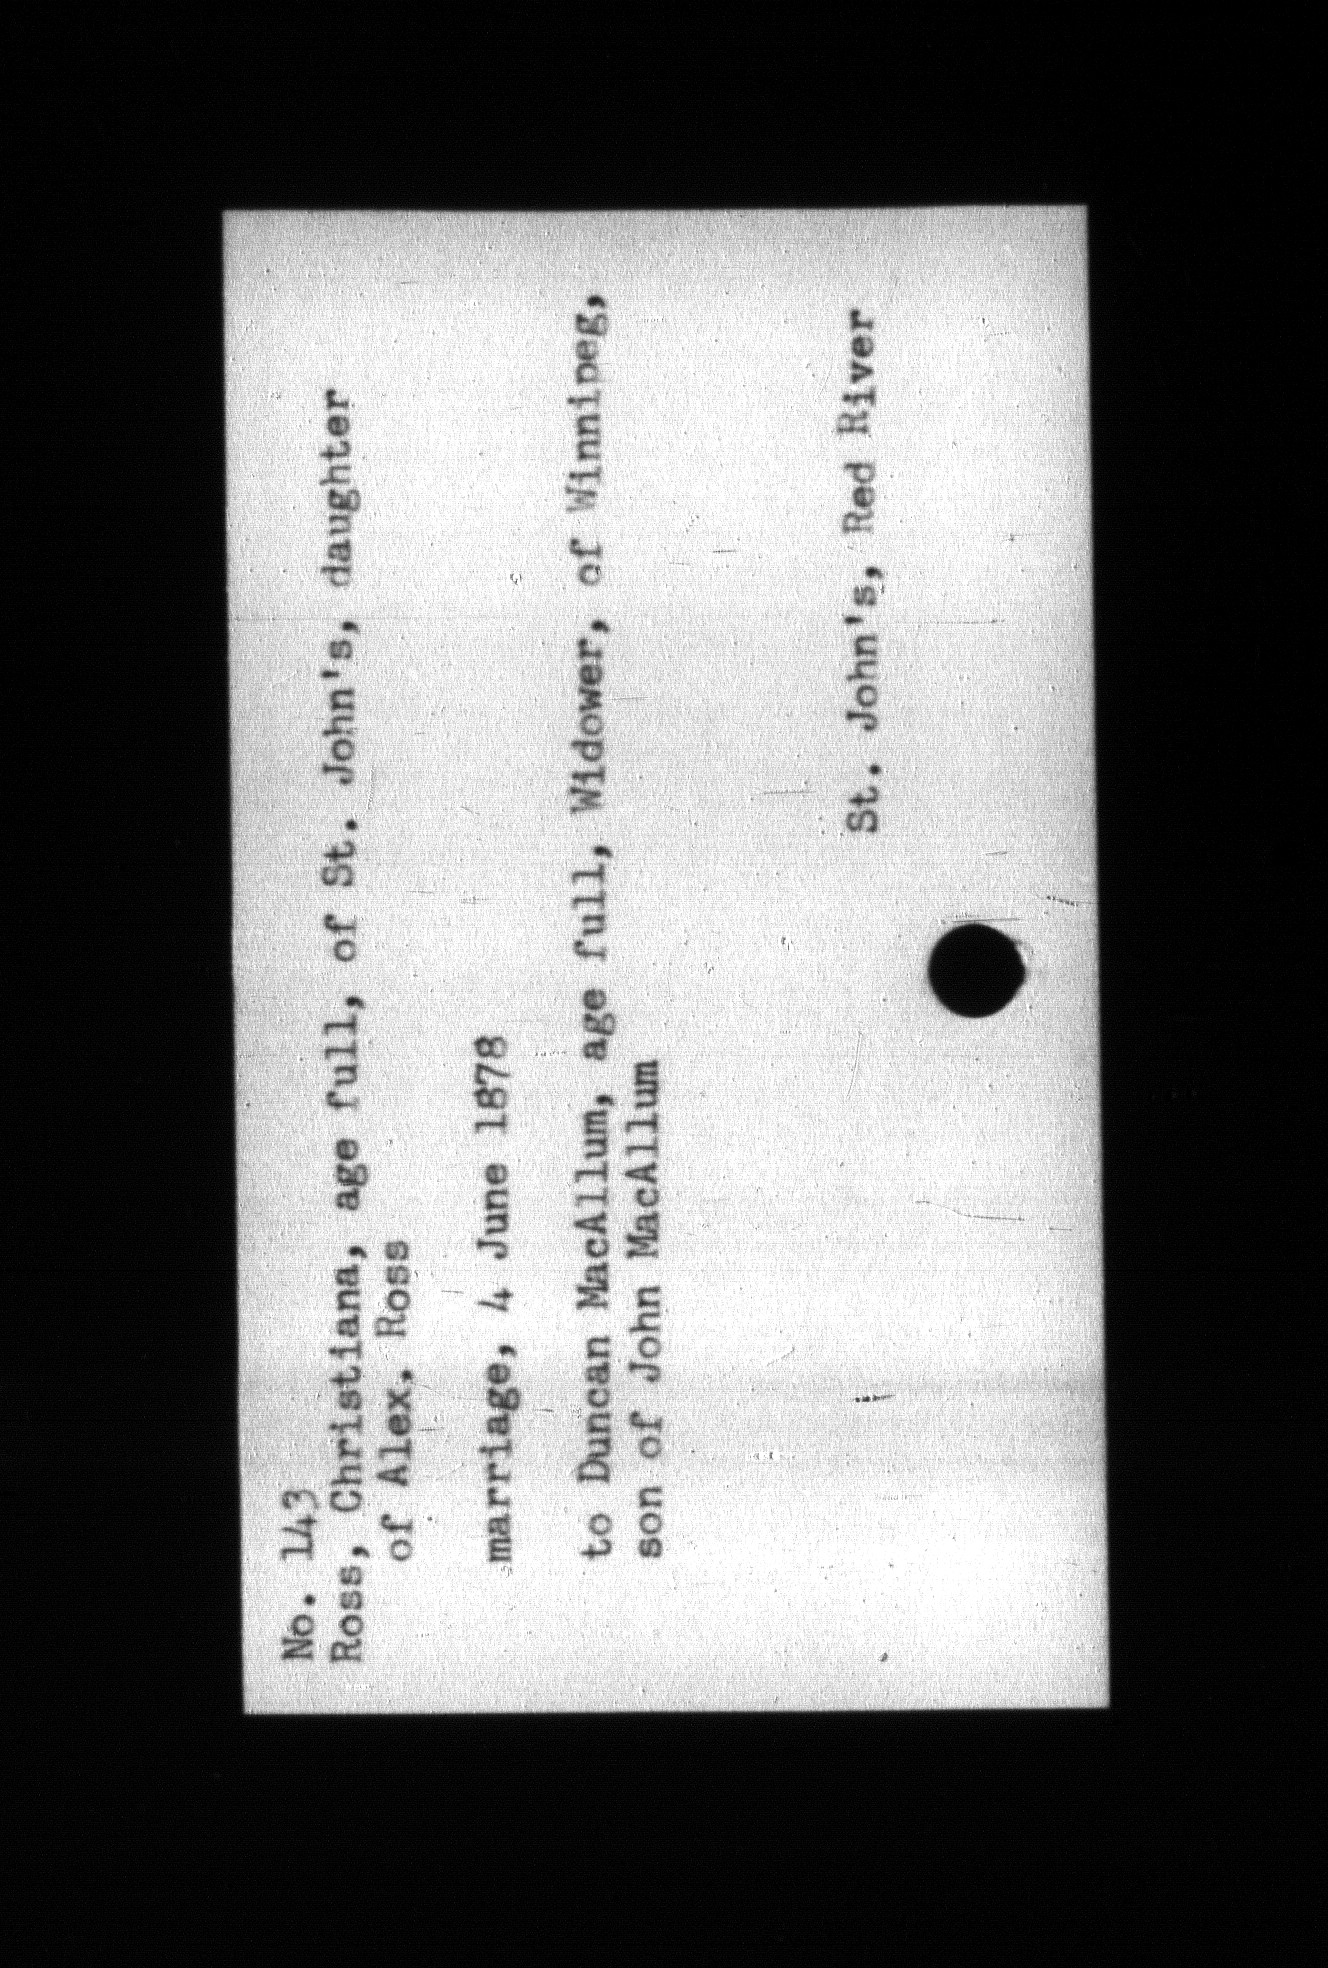 No. 143
Ross, Christiana, age full, of St. John's, daughter
of Alex. Ross
marriage, 4 June 1878
to Duncan MacAllum, age full, Widower, of Winnipeg,
son of John MacAllum
St. John's, Red River